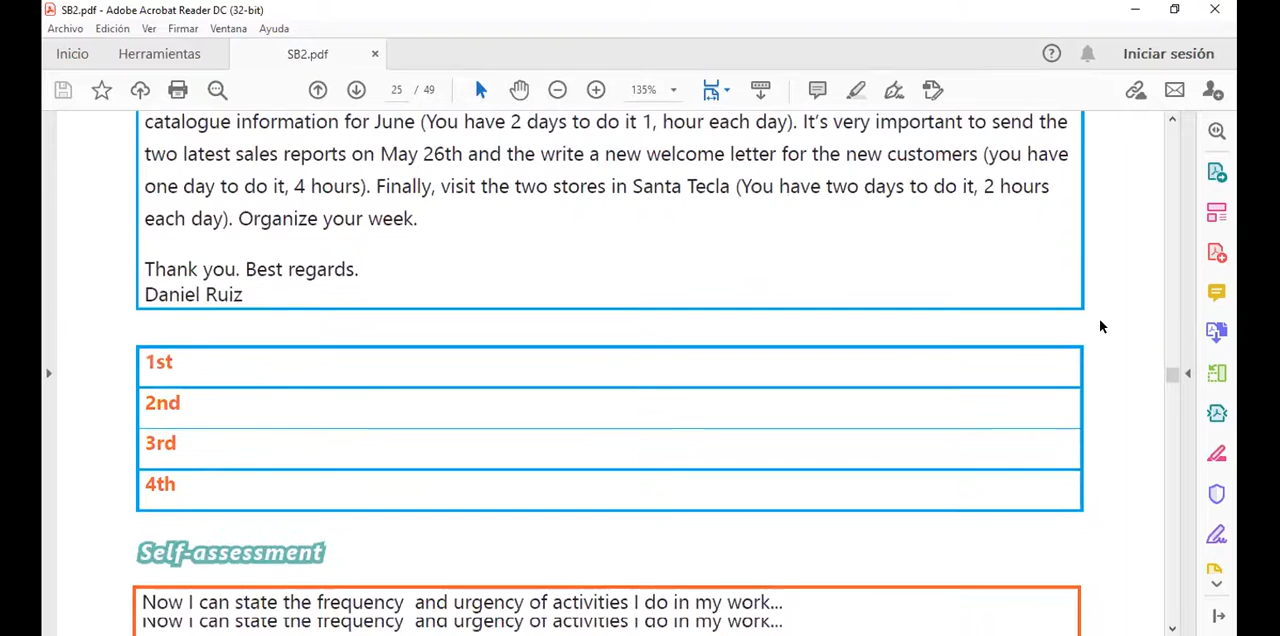 SB2.pdf - Adobe Acrobat Reader DC (32-bit)
Archivo Edición Ver Firmar Ventana Ayuda
Inicio Herramientas SB2.pdf × Iniciar sesión
25 / 49 135%
catalogue information for June (You have 2 days to do it 1, hour each day). It's very important to send the
two latest sales reports on May 26th and the write a new welcome letter for the new customers (you have
one day to do it, 4 hours). Finally, visit the two stores in Santa Tecla (You have two days to do it, 2 hours
each day). Organize your week.
Thank you. Best regards.
Daniel Ruiz
1st
2nd
3rd
4th
Self-assessment
Now I can state the frequency and urgency of activities I do in my work...
Now I can state the frequency and urgency of activities I do in my work...